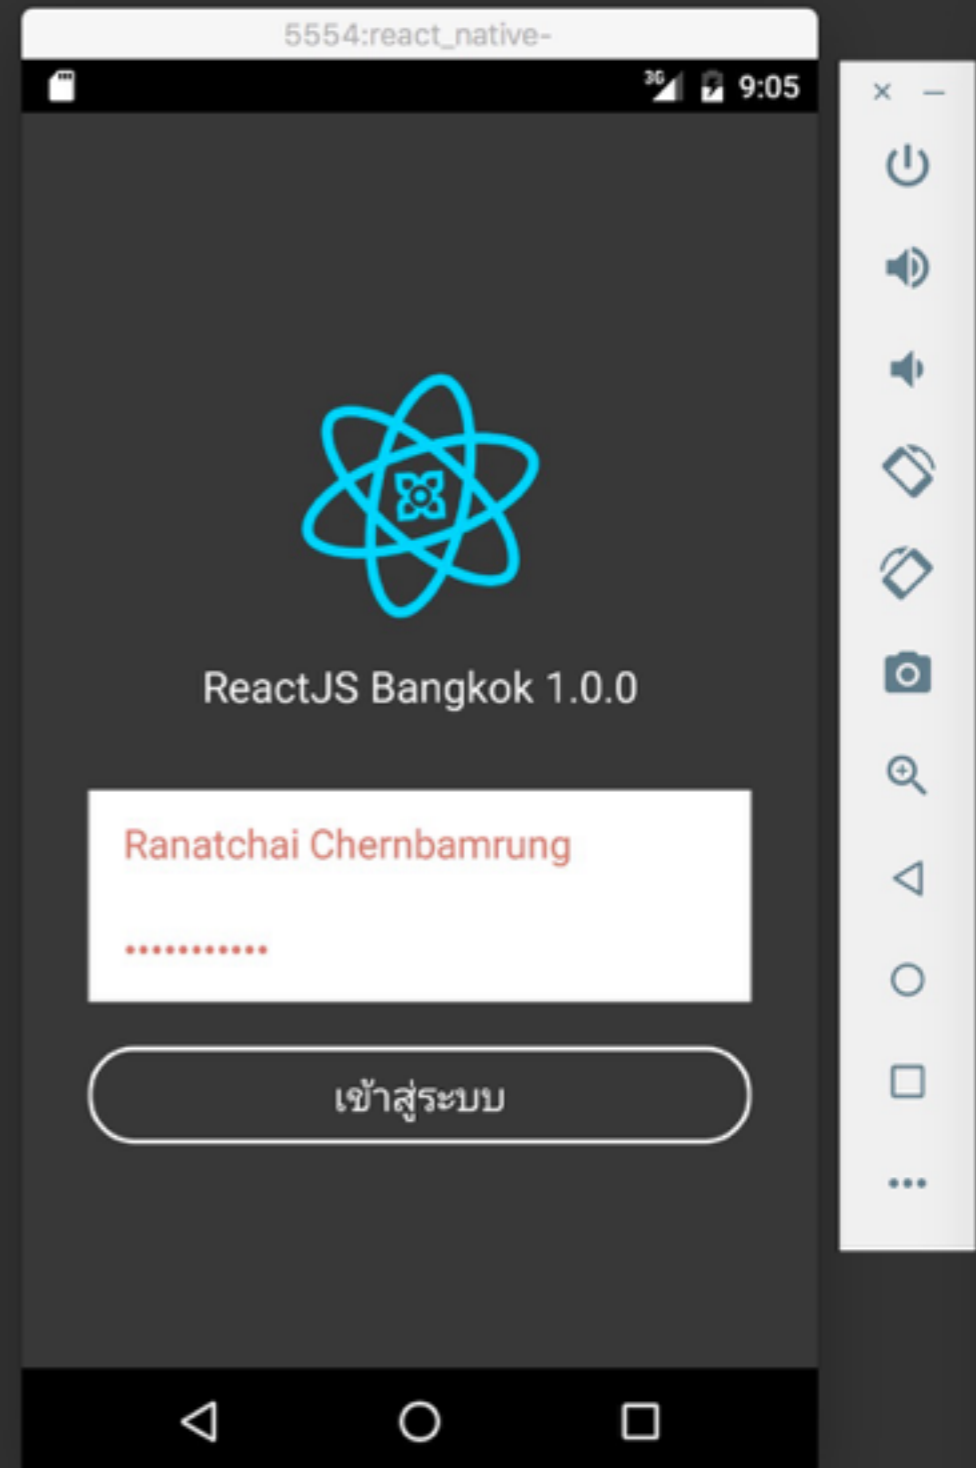 5554:react_native-
3G 9:05
ReactJS Bangkok 1.0.0
Ranatchai Chernbamrung
•••••••••••
เข้าสู่ระบบ